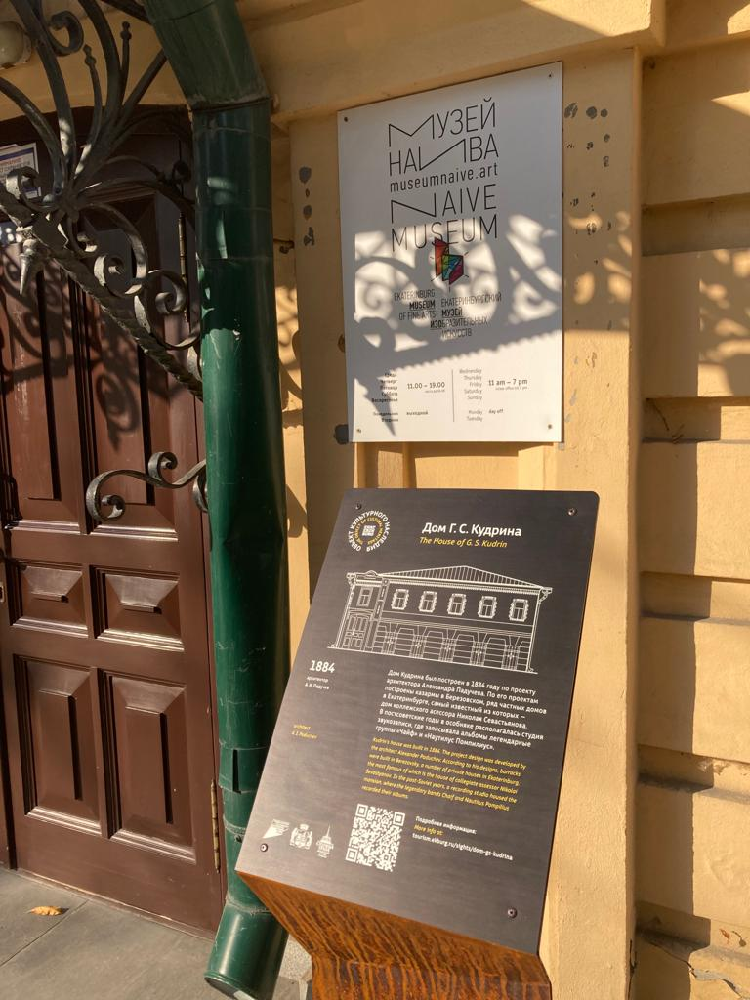 МУЗЕЙ
НАИВА
museumnaive.art
NAIVE
MUSEUM
EKATERINBURG
MUSEUM
OF FINE ARTS
ЕКАТЕРИНБУРГСКИЙ
МУЗЕЙ
ИЗОБРАЗИТЕЛЬНЫХ
ИСКУССТВ
Среда
Четверг
Пятница
Суббота
Воскресенье
11.00 – 19.00
Понедельник
Вторник
выходной
Wednesday
Thursday
Friday
Saturday
Sunday
11 am – 7 pm
Monday
Tuesday
day off
ОБЪЕКТ КУЛЬТУРНОГО НАСЛЕДИЯ
THE OBJECT OF CULTURAL HERITAGE
Дом Г. С. Кудрина
The House of G. S. Kudrin
1884
архитектор
А. И. Падучев
architect
A. I. Paduchev
Дом Кудрина был построен в 1884 году по проекту
архитектора Александра Падучева. По его проектам
построены казармы в Березовском, ряд частных домов
в Екатеринбурге, самый известный из которых —
дом коллежского асессора Николая Севастьянова.
В постсоветские годы в особняке располагалась студия
звукозаписи, где записывали альбомы легендарные
группы «Чайф» и «Наутилус Помпилиус».
Kudrin's house was built in 1884. The project design was developed by
the architect Alexander Paduchev. According to his designs, barracks
were built in Berezovsky, a number of private houses in Ekaterinburg,
the most famous of which is the house of collegiate assessor Nikolai
Sevastyanov. In the post-Soviet years, a recording studio housed the
mansion, where the legendary bands Chaif and Nautilus Pompilius
recorded their albums.
Подробная информация:
More info at:
tourism.ekburg.ru/sights/dom-gs-kudrina